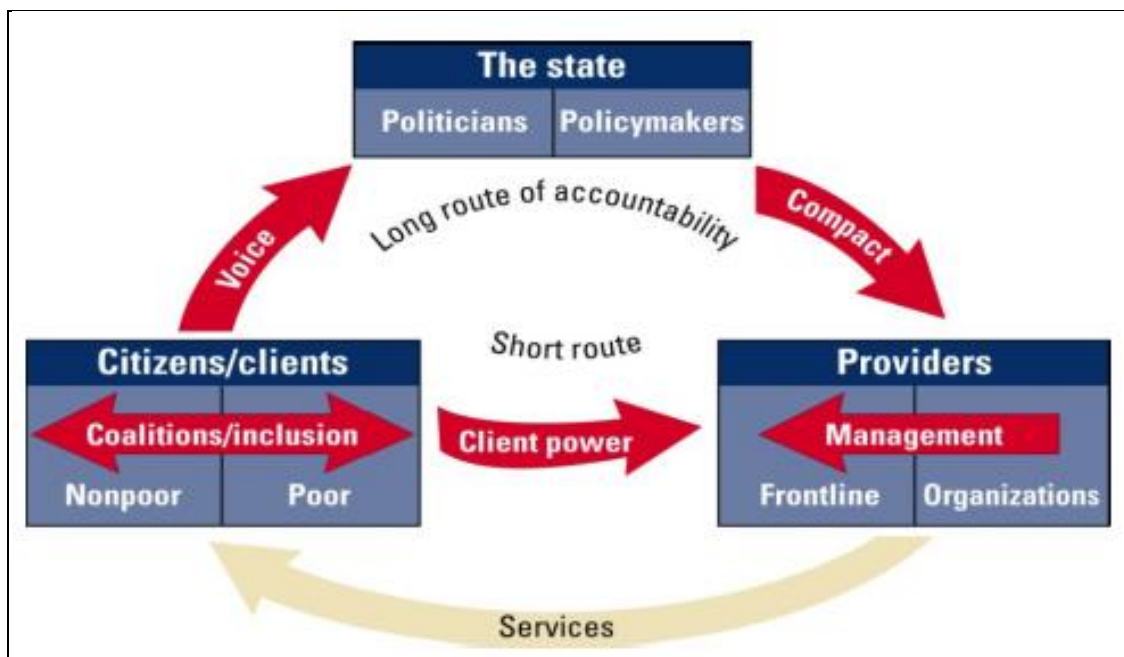 The state
Politicians Policymakers
Long route of accountability
Voice
Compact
Short route
Citizens/clients
Providers
Coalitions/inclusion
Client power
Management
Nonpoor Poor
Frontline Organizations
Services